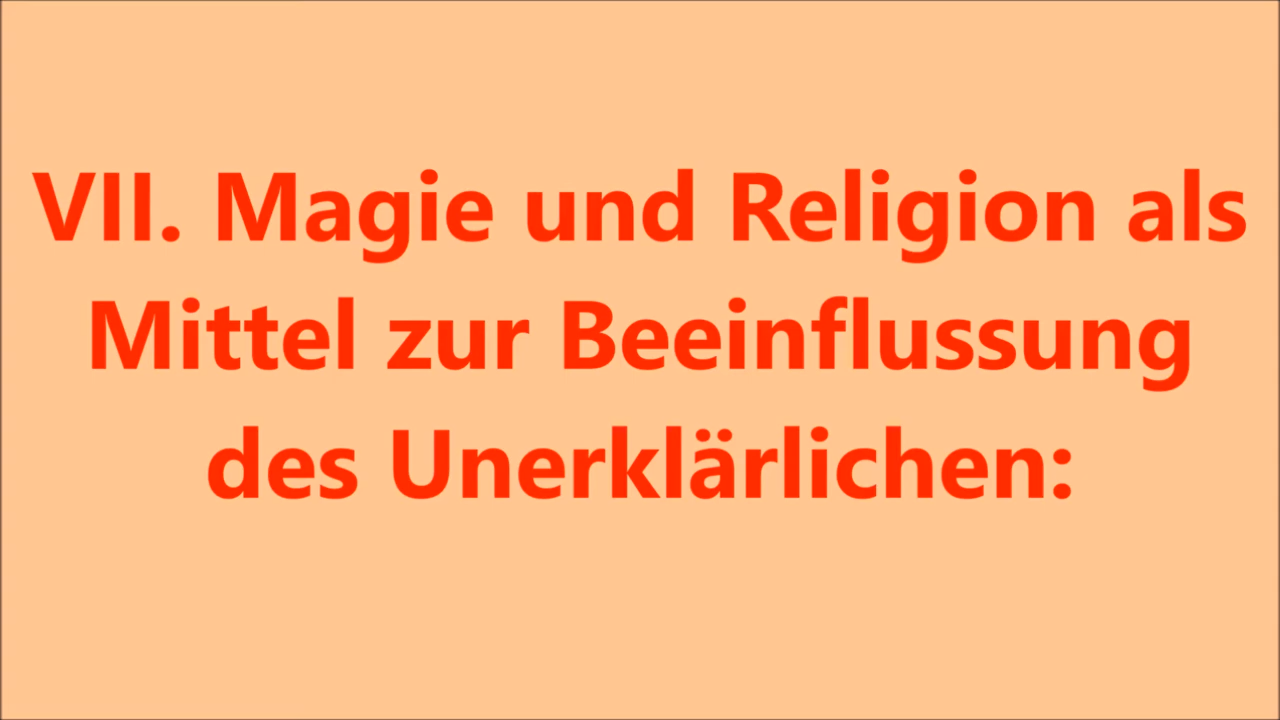 VII. Magie und Religion als
Mittel zur Beeinflussung
des Unerklärlichen: